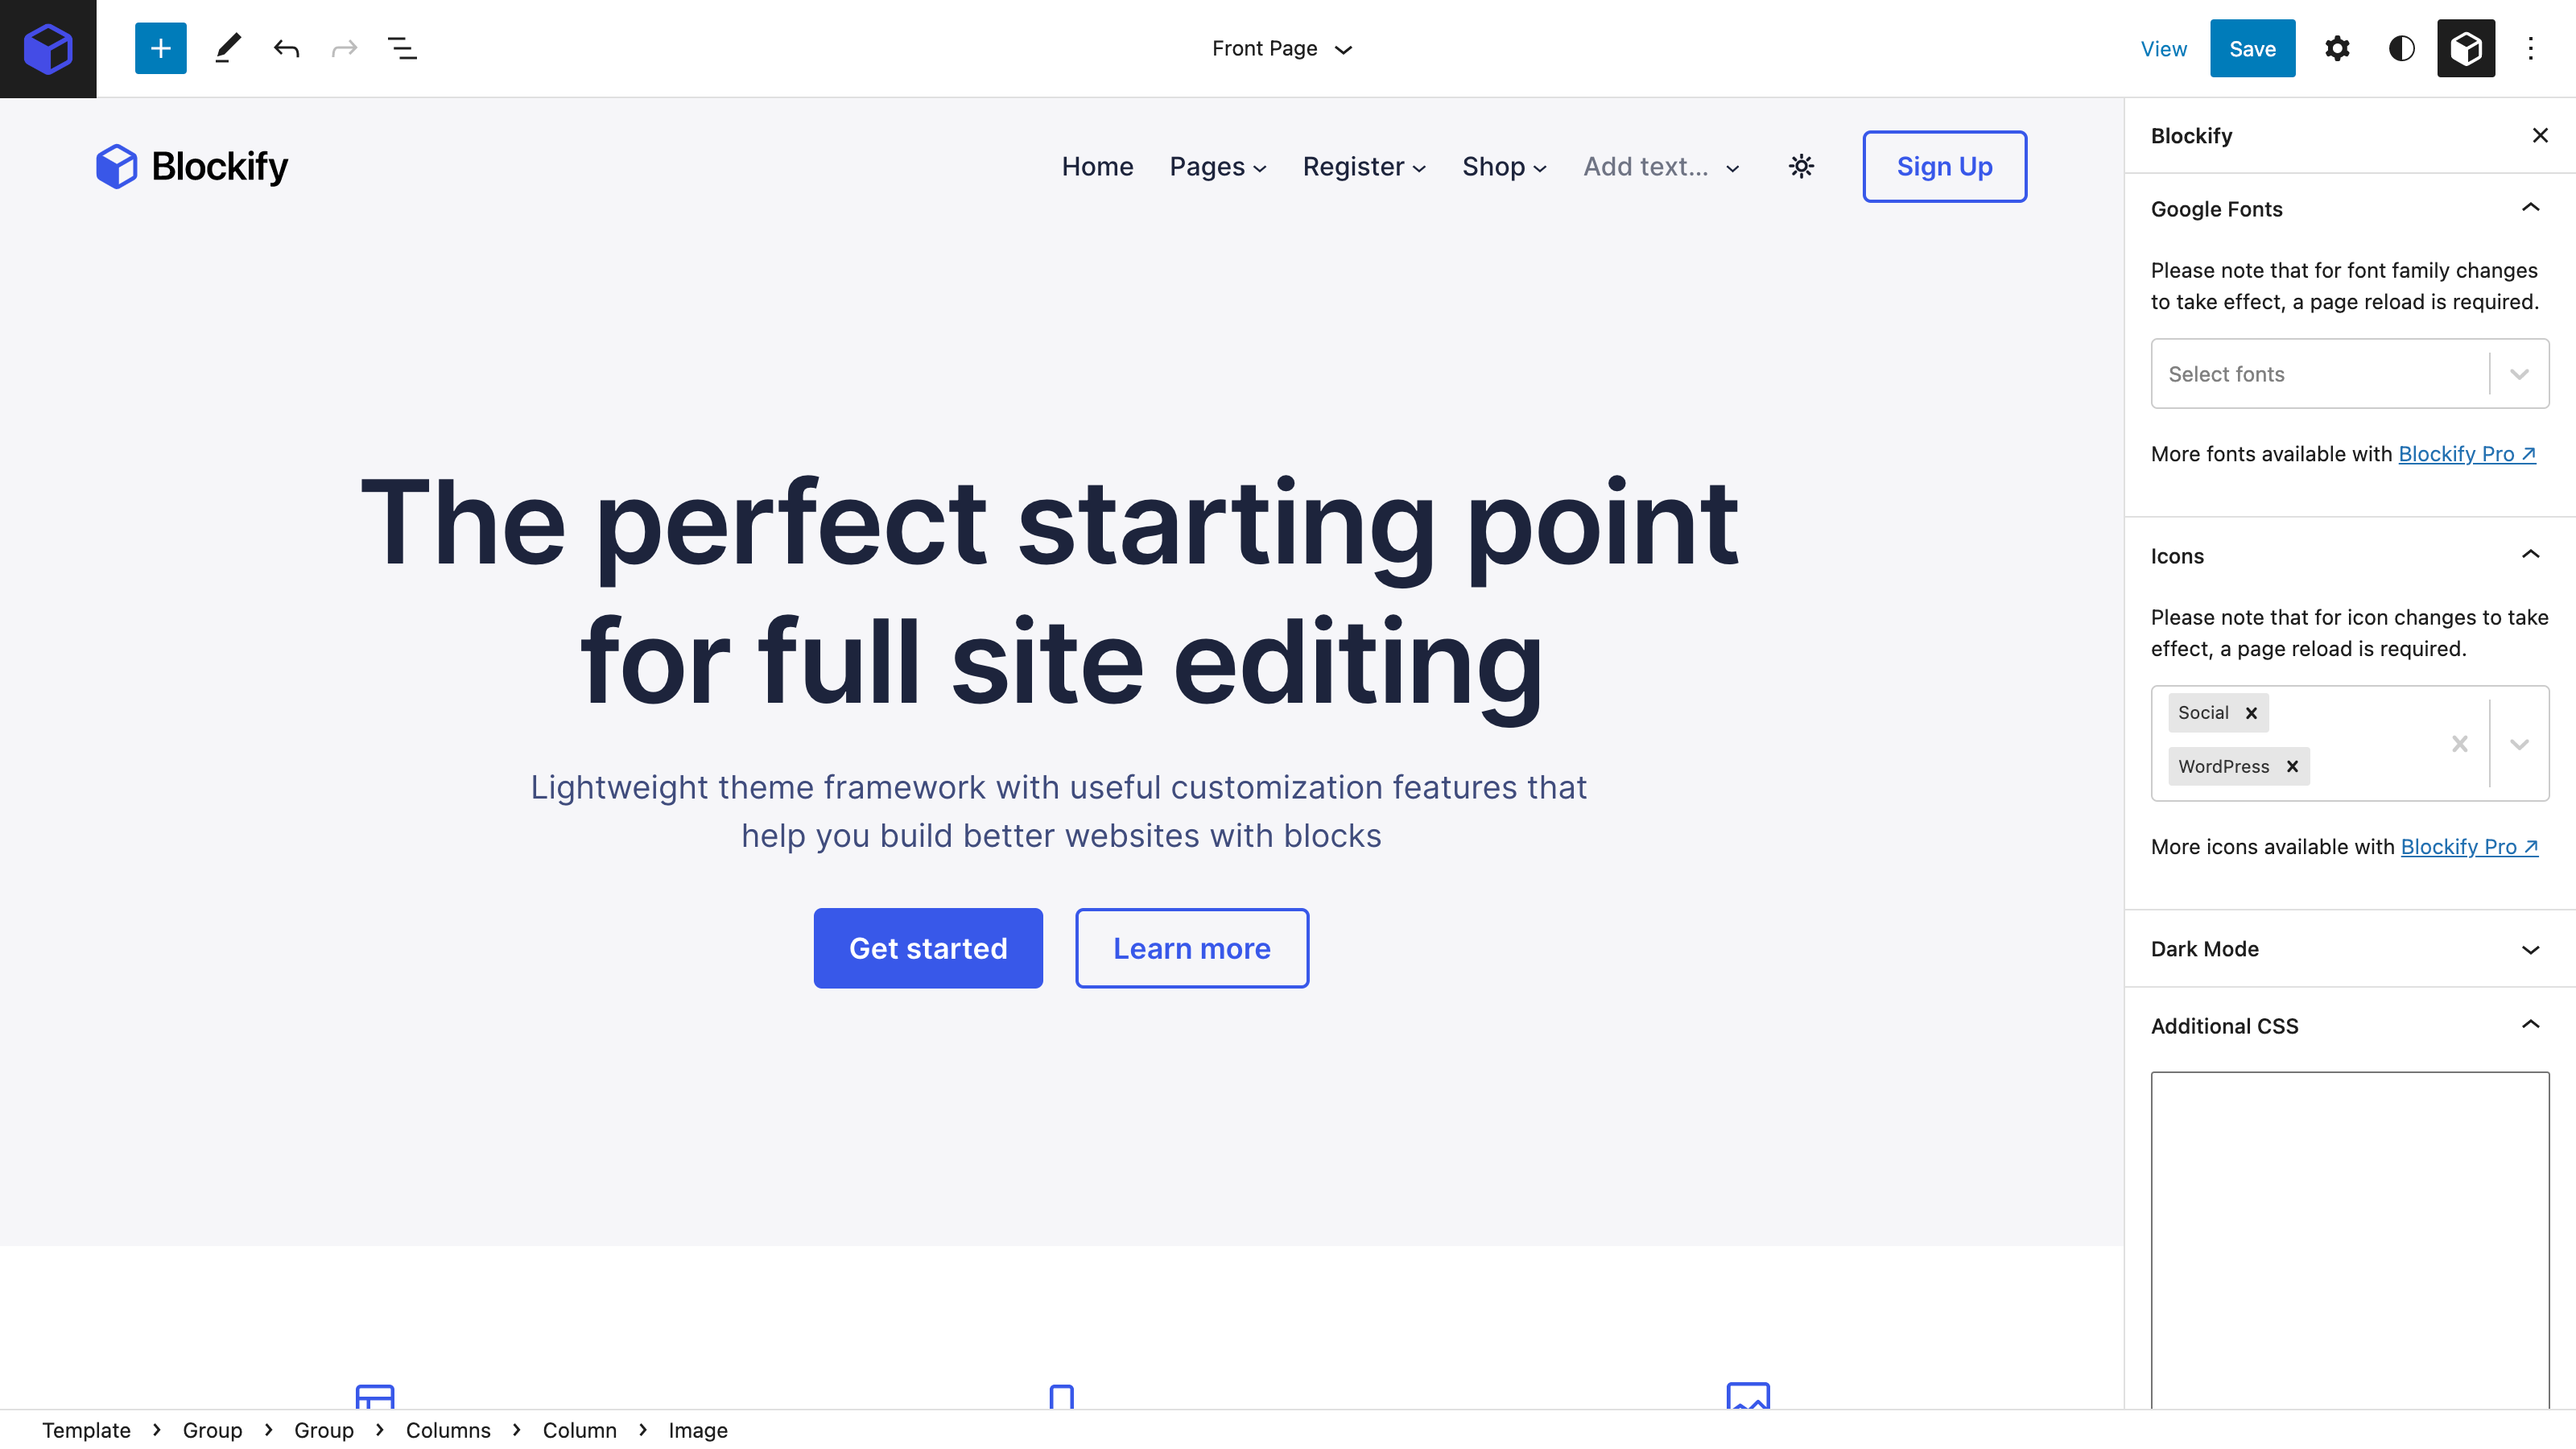 Front Page
View
Save
Blockify
Home
Pages
Register
Shop
Add text...
Sign Up
The perfect starting point
for full site editing
Lightweight theme framework with useful customization features that
help you build better websites with blocks
Get started
Learn more
Blockify
Google Fonts
Please note that for font family changes
to take effect, a page reload is required.
Select fonts
More fonts available with Blockify Pro ↗
Icons
Please note that for icon changes to take
effect, a page reload is required.
Social
WordPress
More icons available with Blockify Pro ↗
Dark Mode
Additional CSS
Template > Group > Group > Columns > Column > Image